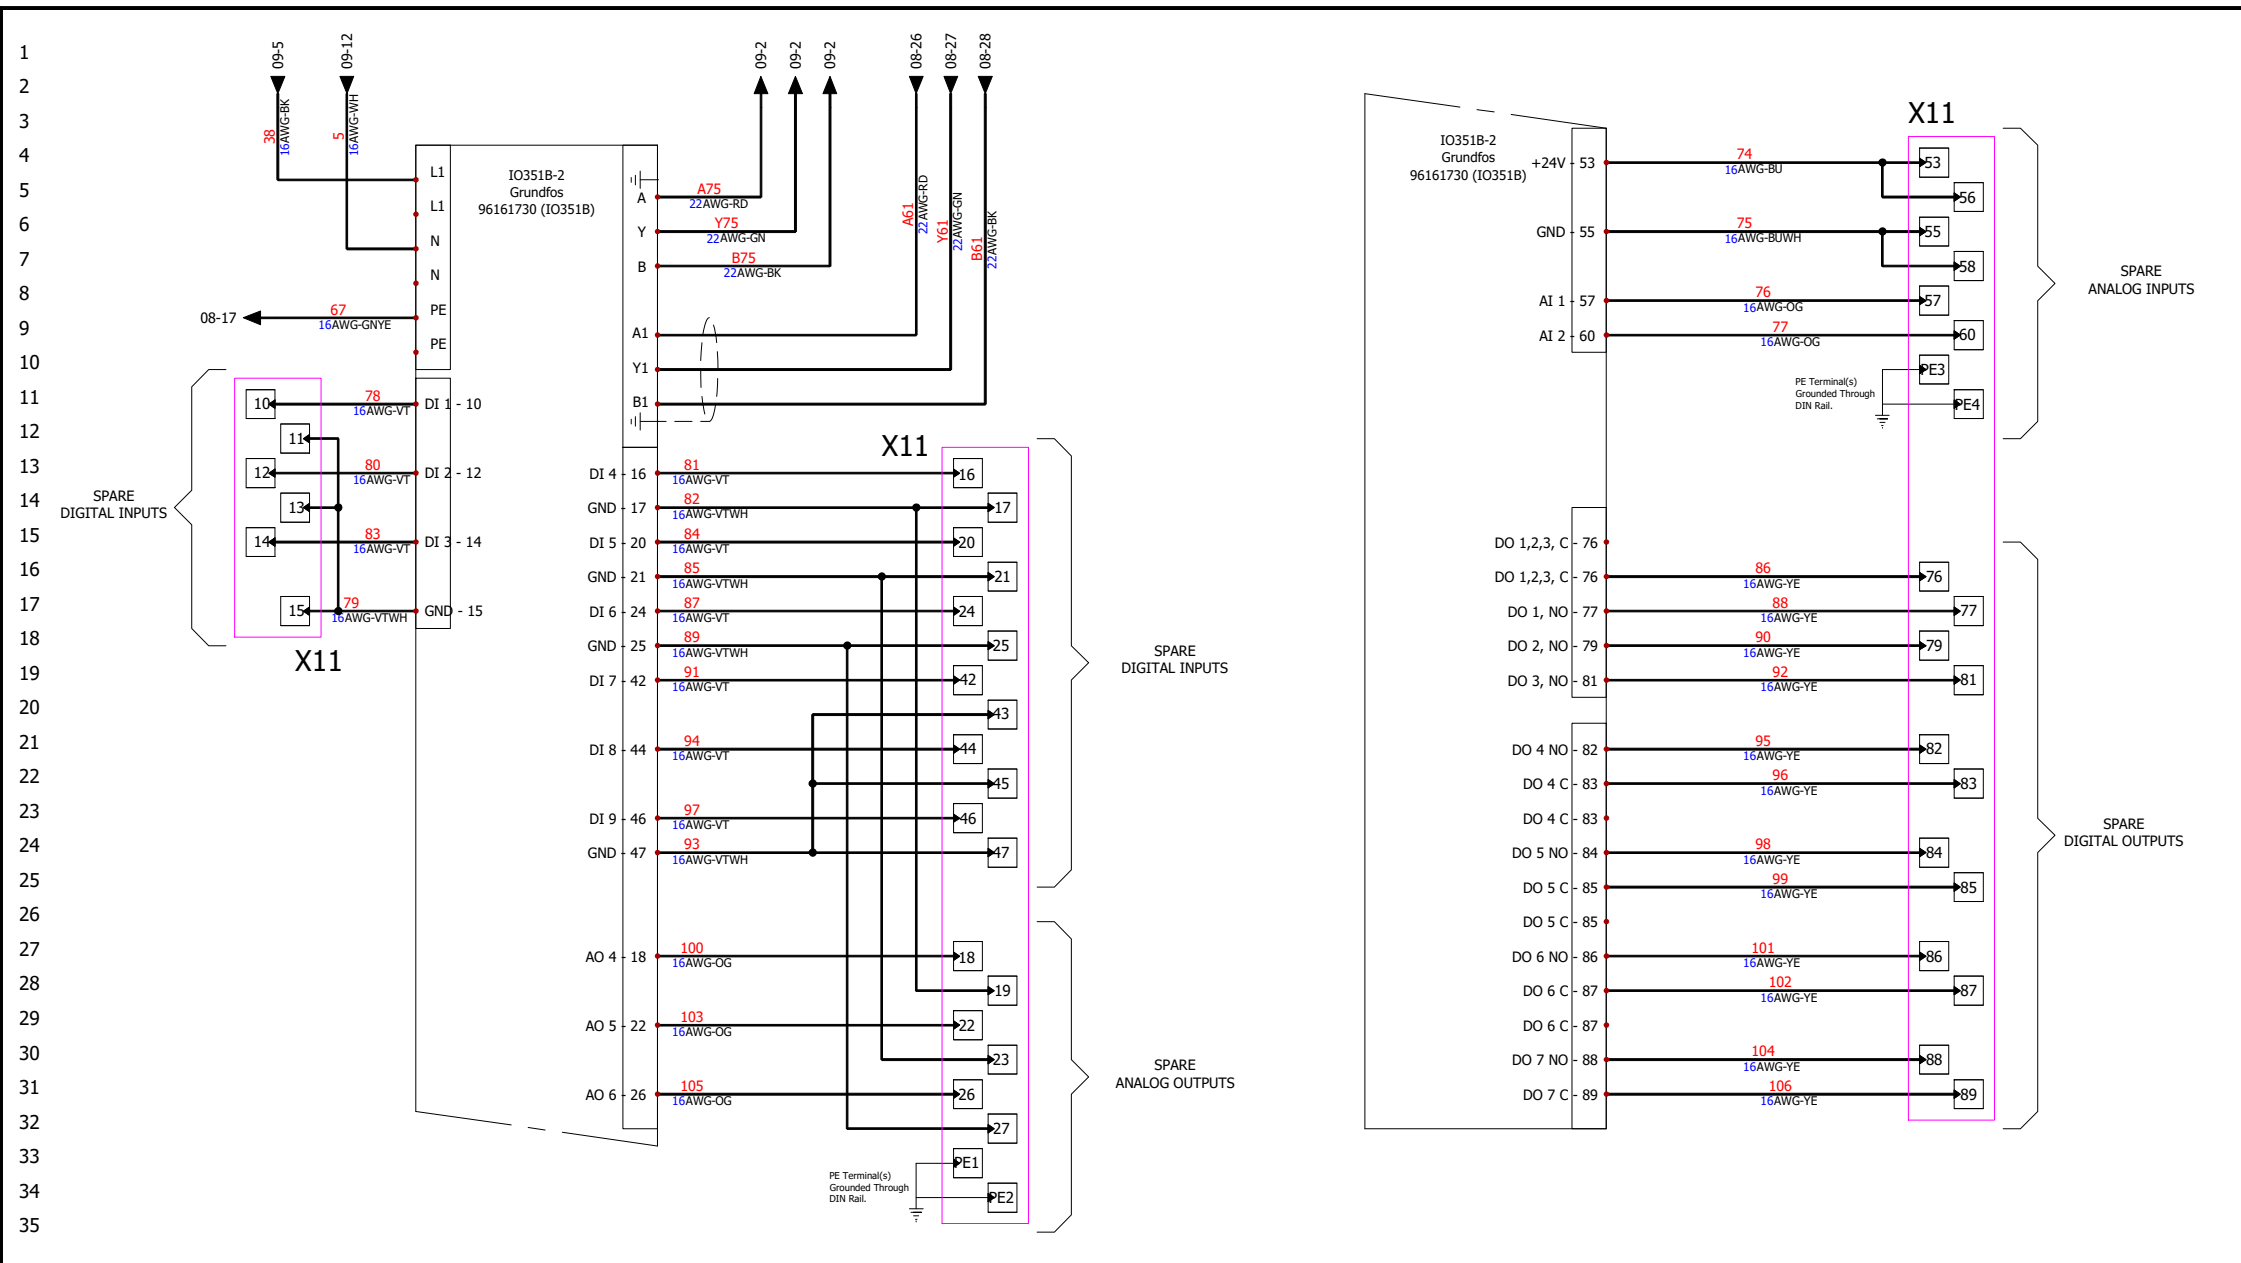 1
2
3
4
5
6
7
8
9
10
11
12
13
14
15
16
17
18
19
20
21
22
23
24
25
26
27
28
29
30
31
32
33
34
35
09-5
09-12
09-2
09-2
09-2
08-26
08-27
08-28
38
16AWG-BK
5
16AWG-WH
IO351B-2
Grundfos
96161730 (IO351B)
L1
L1
N
N
PE
PE
08-17
67
16AWG-GNYE
A
A75
22AWG-RD
Y
Y75
22AWG-GN
B
B75
22AWG-BK
A61
22AWG-RD
Y61
22AWG-GN
B61
22AWG-BK
A1
Y1
B1
SPARE
DIGITAL INPUTS
10
78
16AWG-VT
DI 1 - 10
11
12
80
16AWG-VT
DI 2 - 12
13
14
83
16AWG-VT
DI 3 - 14
15
79
16AWG-VTWH
GND - 15
X11
X11
DI 4 - 16
81
16AWG-VT
16
GND - 17
82
16AWG-VTWH
17
DI 5 - 20
84
16AWG-VT
20
GND - 21
85
16AWG-VTWH
21
DI 6 - 24
87
16AWG-VT
24
GND - 25
89
16AWG-VTWH
25
DI 7 - 42
91
16AWG-VT
42
43
DI 8 - 44
94
16AWG-VT
44
45
DI 9 - 46
97
16AWG-VT
46
GND - 47
93
16AWG-VTWH
47
SPARE
DIGITAL INPUTS
AO 4 - 18
100
16AWG-OG
18
19
AO 5 - 22
103
16AWG-OG
22
23
AO 6 - 26
105
16AWG-OG
26
27
PE1
PE2
PE Terminal(s)
Grounded Through
DIN Rail.
SPARE
ANALOG OUTPUTS
X11
IO351B-2
Grundfos
96161730 (IO351B)
+24V - 53
74
16AWG-BU
53
56
GND - 55
75
16AWG-BUWH
55
58
AI 1 - 57
76
16AWG-OG
57
AI 2 - 60
77
16AWG-OG
60
PE3
PE4
PE Terminal(s)
Grounded Through
DIN Rail.
SPARE
ANALOG INPUTS
DO 1,2,3, C - 76
DO 1,2,3, C - 76
86
16AWG-YE
76
DO 1, NO - 77
88
16AWG-YE
77
DO 2, NO - 79
90
16AWG-YE
79
DO 3, NO - 81
92
16AWG-YE
81
DO 4 NO - 82
95
16AWG-YE
82
DO 4 C - 83
96
16AWG-YE
83
DO 4 C - 83
DO 5 NO - 84
98
16AWG-YE
84
DO 5 C - 85
99
16AWG-YE
85
DO 5 C - 85
DO 6 NO - 86
101
16AWG-YE
86
DO 6 C - 87
102
16AWG-YE
87
DO 6 C - 87
DO 7 NO - 88
104
16AWG-YE
88
DO 7 C - 89
106
16AWG-YE
89
SPARE
DIGITAL OUTPUTS